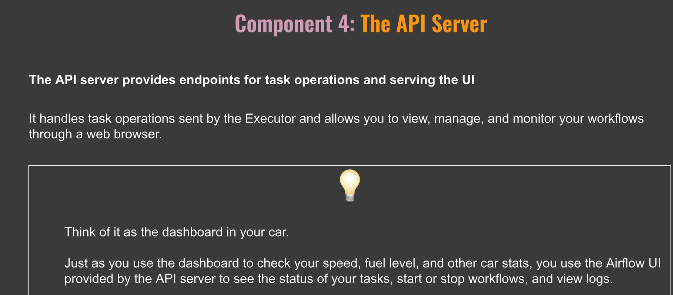 Component 4: The API Server
The API server provides endpoints for task operations and serving the UI
It handles task operations sent by the Executor and allows you to view, manage, and monitor your workflows
through a web browser.
Think of it as the dashboard in your car.
Just as you use the dashboard to check your speed, fuel level, and other car stats, you use the Airflow UI
provided by the API server to see the status of your tasks, start or stop workflows, and view logs.